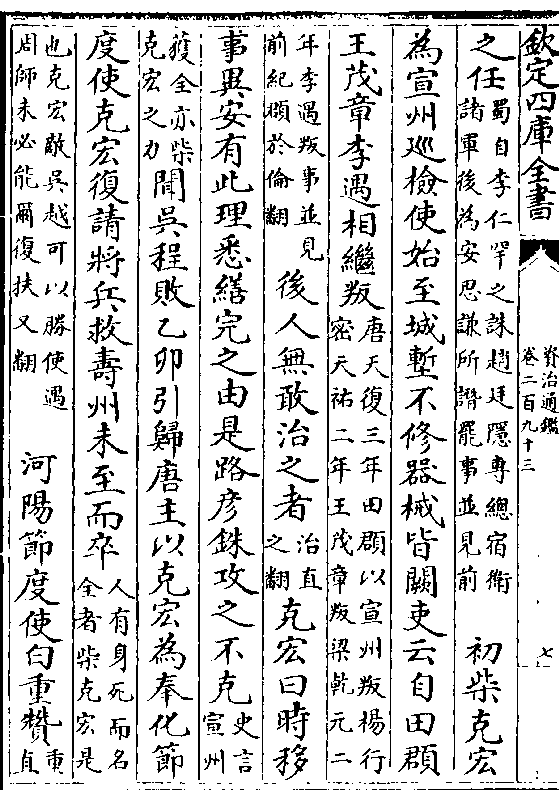 欽定四庫全書
資治通鑑
卷二百九十三
七
之任
蜀自李仁罕之誅趙廷隱專總宿衛
諸軍後為安思謙所譖罷事並見前
初柴克宏
為宣州巡檢使始至城塹不修器械皆闕吏云自田頵
王茂章李遇相繼叛
唐天復三年田頵以宣州叛楊行
密天祐二年王茂章叛梁乾元二
年李遇叛事並見
前紀頵於倫翻
後人無敢治之者
治直
之翻
克宏曰時移
事異安有此理悉繕完之由是路彦銖攻之不克
史言
宣州
獲全亦柴
克宏之力
聞吳程敗乙卯引歸唐主以克宏為奉化節
度使克宏復請將兵救壽州未至而卒
人有身死而名
全者柴克宏是
也克宏敵吳越可以勝使遇
周師未必能爾復扶又翻
河陽節度使白重贊
重
直